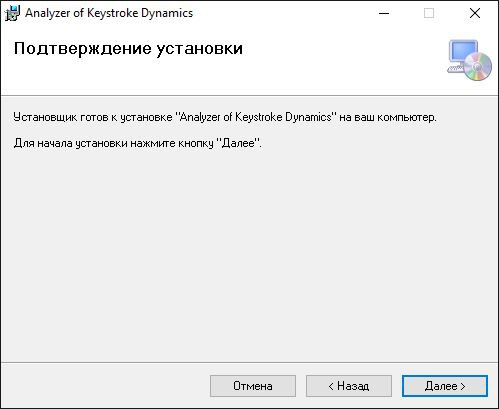 Analyzer of Keystroke Dynamics
Подтверждение установки
Установщик готов к установке "Analyzer of Keystroke Dynamics" на ваш компьютер.
Для начала установки нажмите кнопку "Далее".
Отмена < Назад Далее >